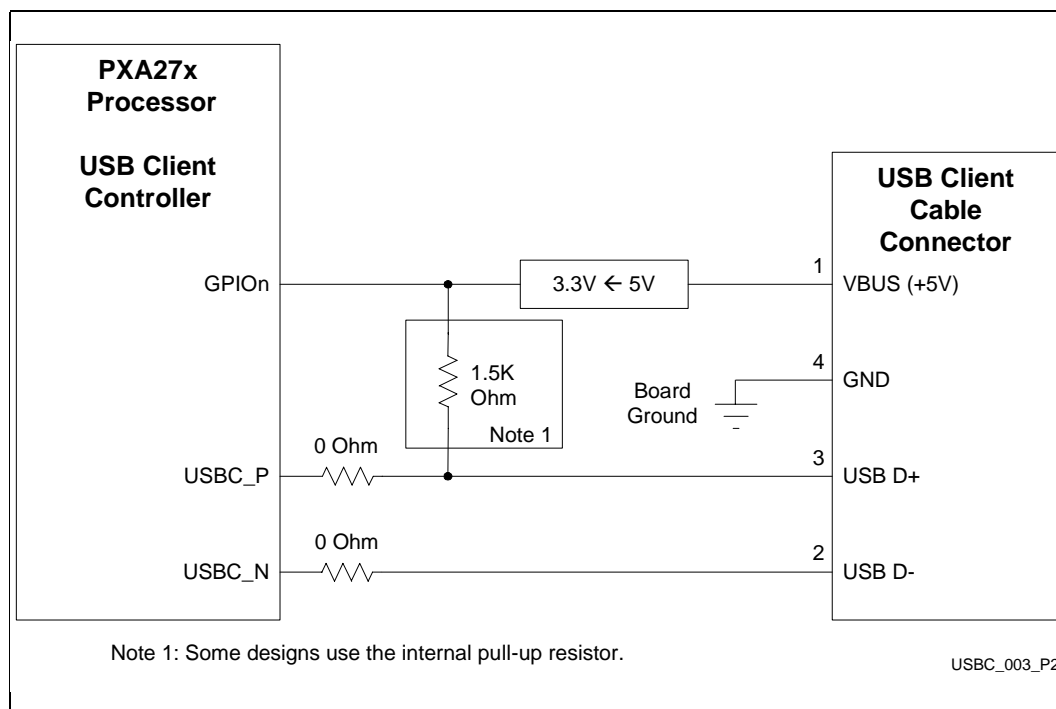 PXA27x
Processor
USB Client
Controller
USB Client
Cable
Connector
GPIOn
3.3V ← 5V
1
VBUS (+5V)
1.5K
Ohm
Note 1
Board
Ground
4
GND
0 Ohm
USBC_P
3
USB D+
0 Ohm
USBC_N
2
USB D-
Note 1: Some designs use the internal pull-up resistor.
USBC_003_P2